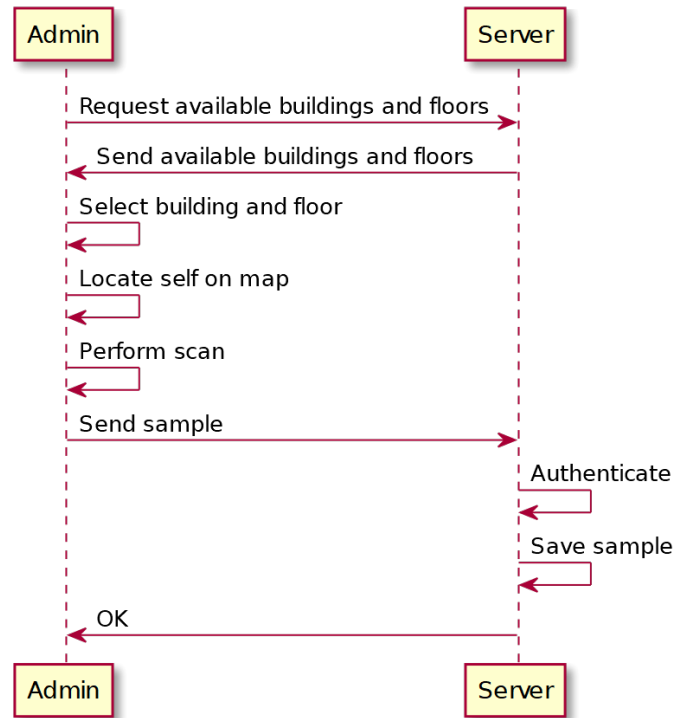 Admin
Server
Request available buildings and floors
Send available buildings and floors
Select building and floor
Locate self on map
Perform scan
Send sample
Authenticate
Save sample
OK
Admin
Server